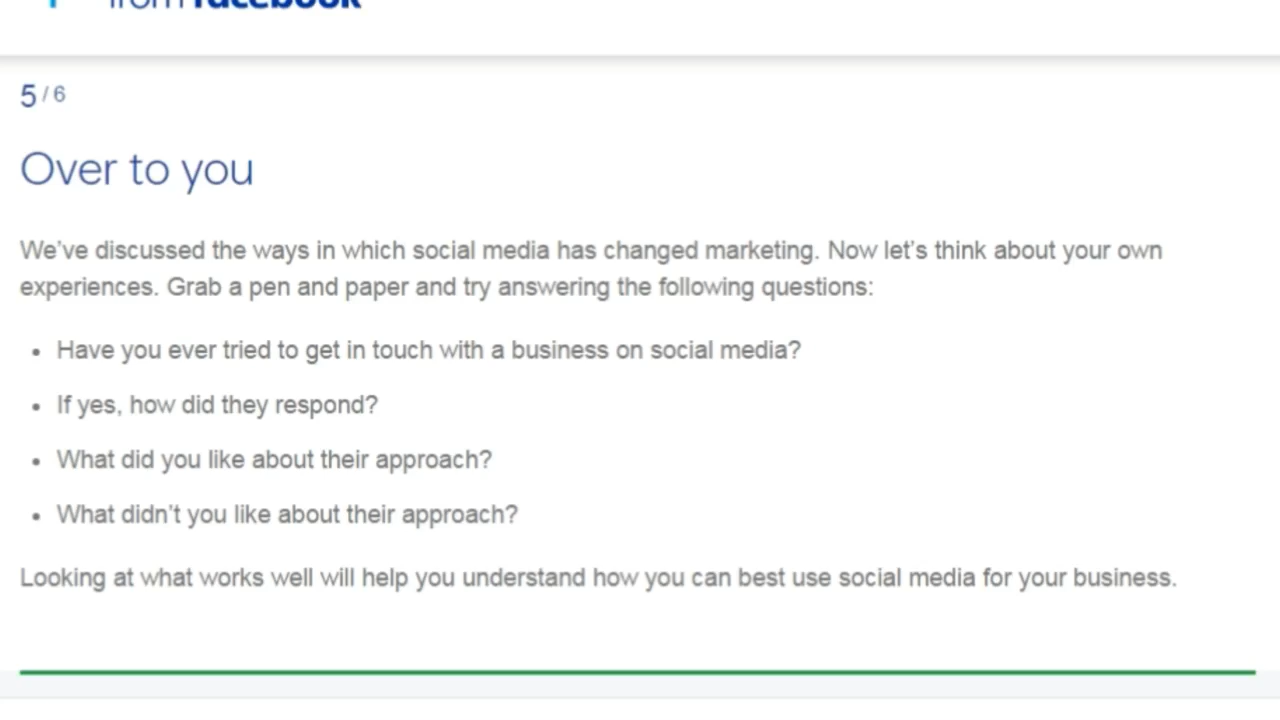 from facebook
5 / 6
Over to you
We've discussed the ways in which social media has changed marketing. Now let's think about your own
experiences. Grab a pen and paper and try answering the following questions:
• Have you ever tried to get in touch with a business on social media?
• If yes, how did they respond?
• What did you like about their approach?
• What didn't you like about their approach?
Looking at what works well will help you understand how you can best use social media for your business.